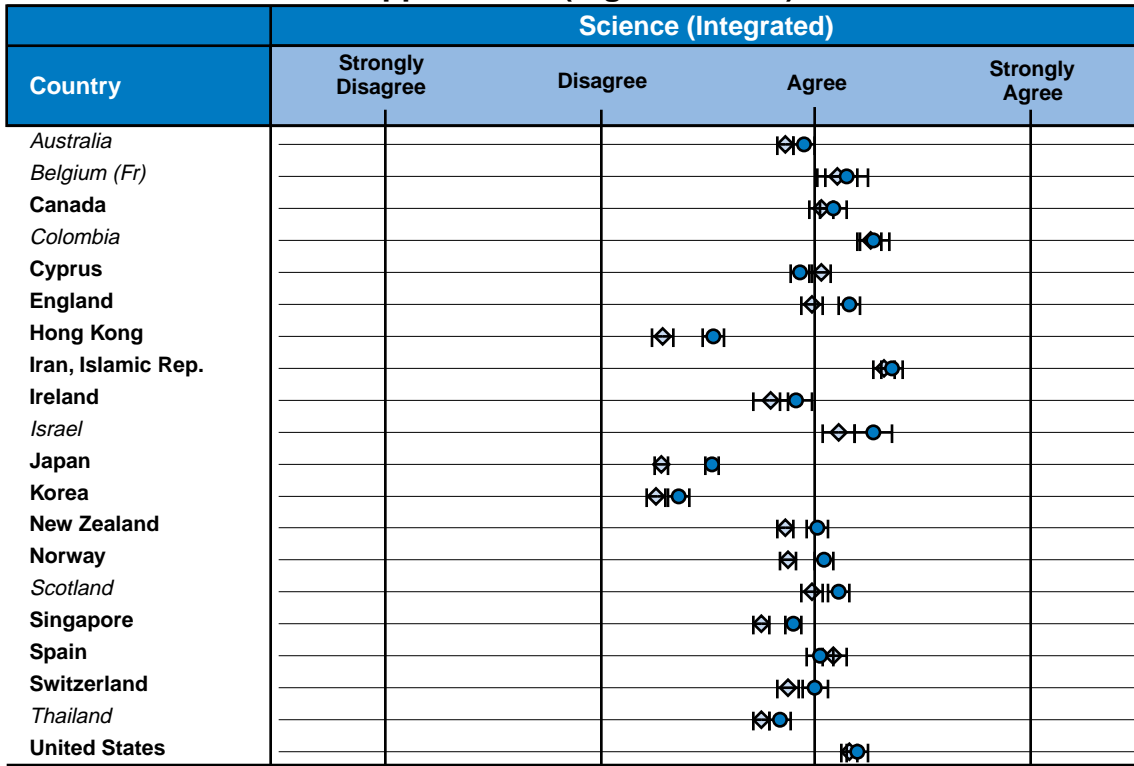 Science (Integrated)
Country
Strongly
Disagree
Disagree
Agree
Strongly
Agree
Australia
Belgium (Fr)
Canada
Colombia
Cyprus
England
Hong Kong
Iran, Islamic Rep.
Ireland
Israel
Japan
Korea
New Zealand
Norway
Scotland
Singapore
Spain
Switzerland
Thailand
United States